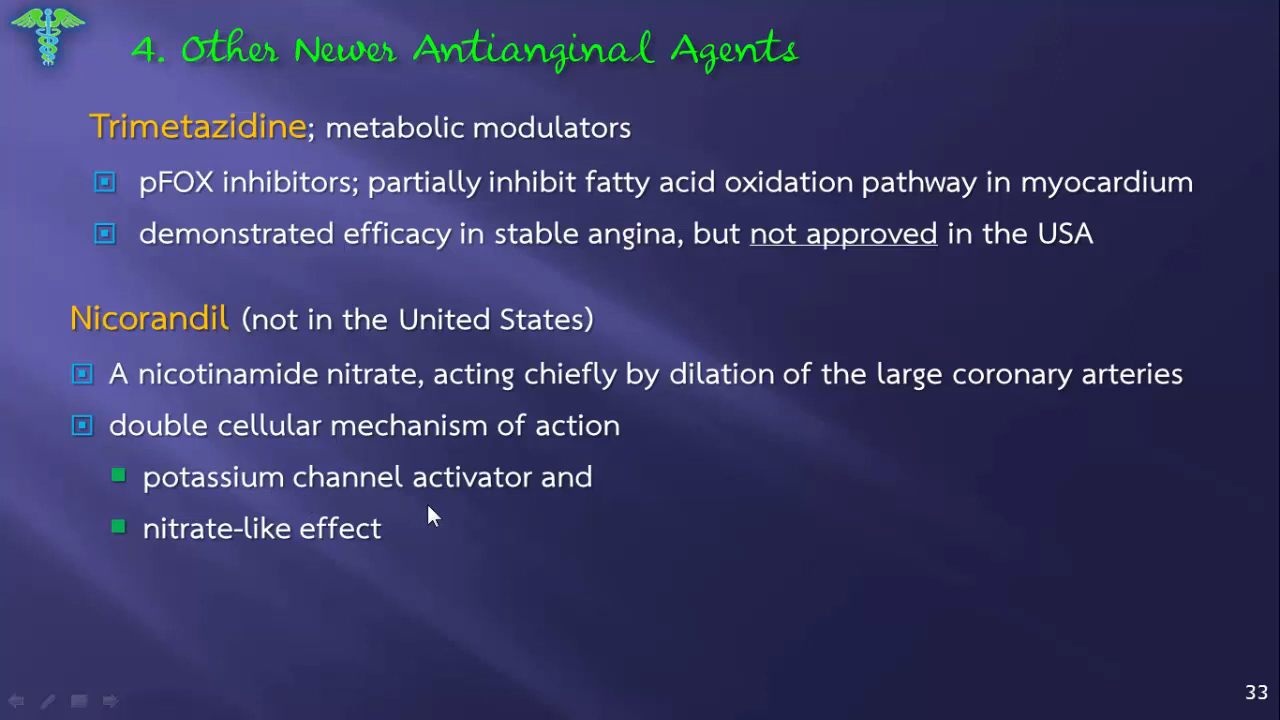 4. Other Newer Antianginal Agents
Trimetazidine; metabolic modulators
pFOX inhibitors; partially inhibit fatty acid oxidation pathway in myocardium
demonstrated efficacy in stable angina, but not approved in the USA
Nicorandil (not in the United States)
A nicotinamide nitrate, acting chiefly by dilation of the large coronary arteries
double cellular mechanism of action
potassium channel activator and
nitrate-like effect
33